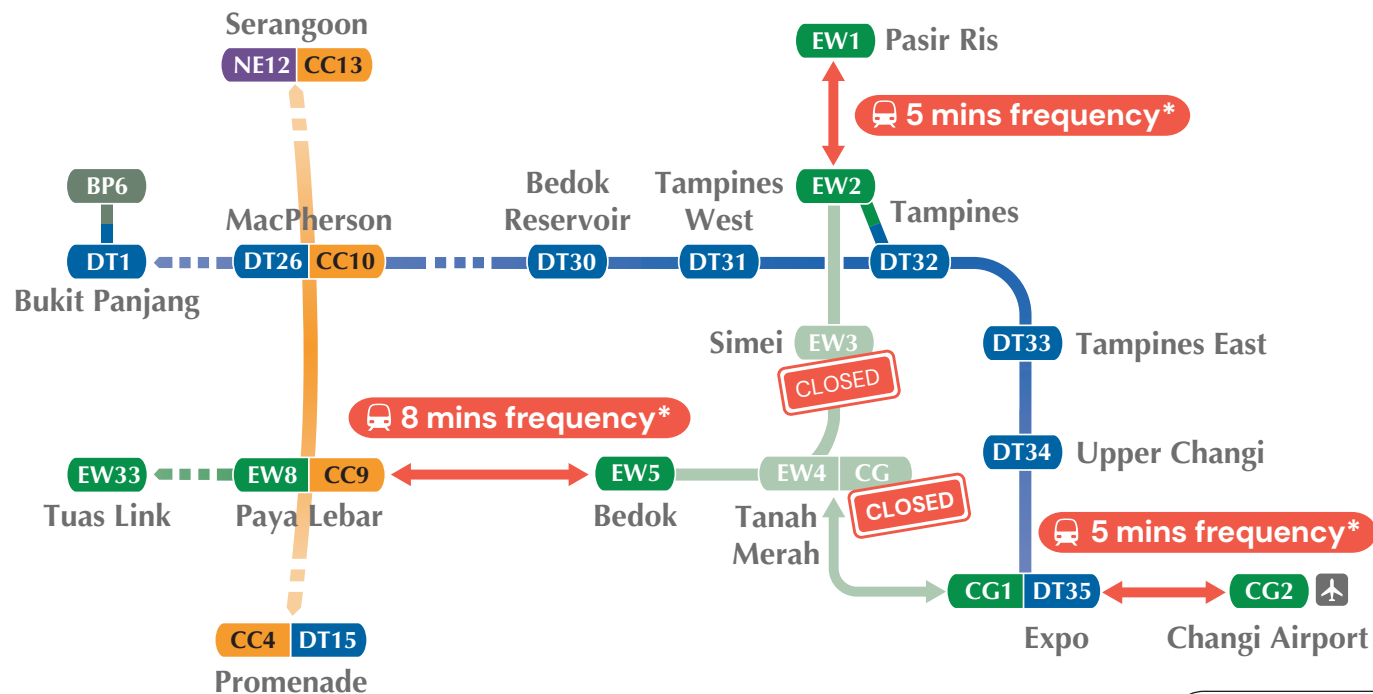 Serangoon
NE12 CC13
EW1 Pasir Ris
5 mins frequency*
BP6
MacPherson
Bedok
Reservoir
Tampines
West
EW2
Tampines
DT1
DT26 CC10
DT30
DT31
DT32
Bukit Panjang
Simei EW3
CLOSED
DT33 Tampines East
8 mins frequency*
DT34 Upper Changi
EW33
EW8 CC9
EW5
EW4 CG
CLOSED
Tuas Link
Paya Lebar
Bedok
Tanah
Merah
5 mins frequency*
CG1 DT35
CG2
Expo
Changi Airport
CC4 DT15
Promenade